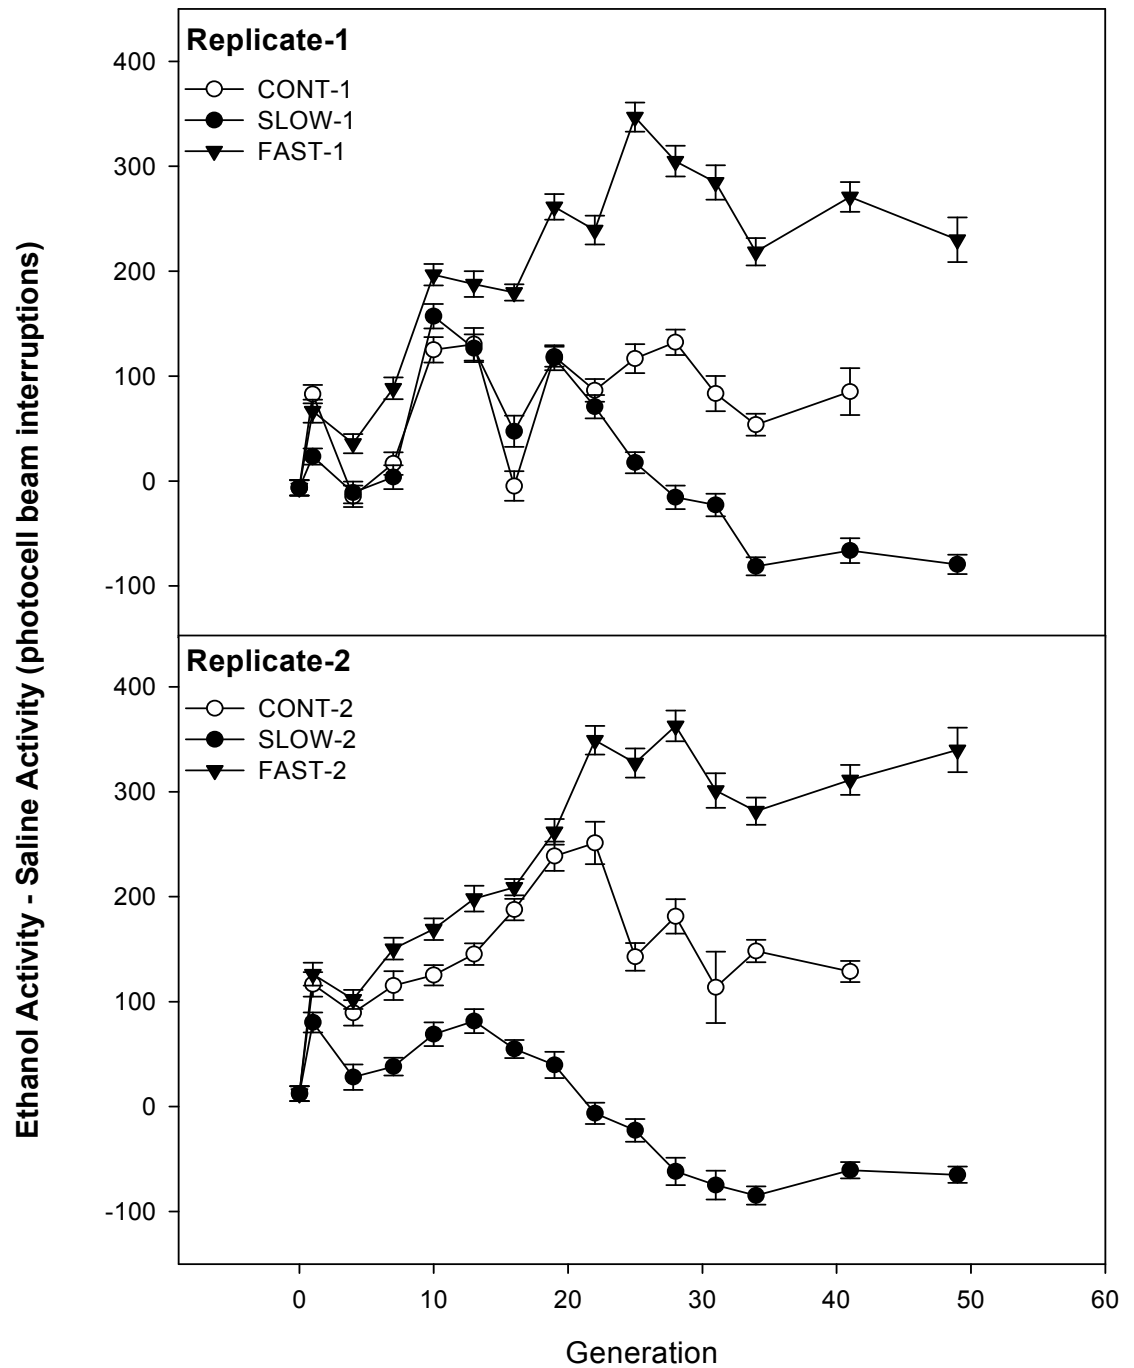 Ethanol Activity - Saline Activity (photocell beam interruptions)
Replicate-1
CONT-1
SLOW-1
FAST-1
400
300
200
100
0
-100
Replicate-2
CONT-2
SLOW-2
FAST-2
400
300
200
100
0
-100
0 10 20 30 40 50 60
Generation